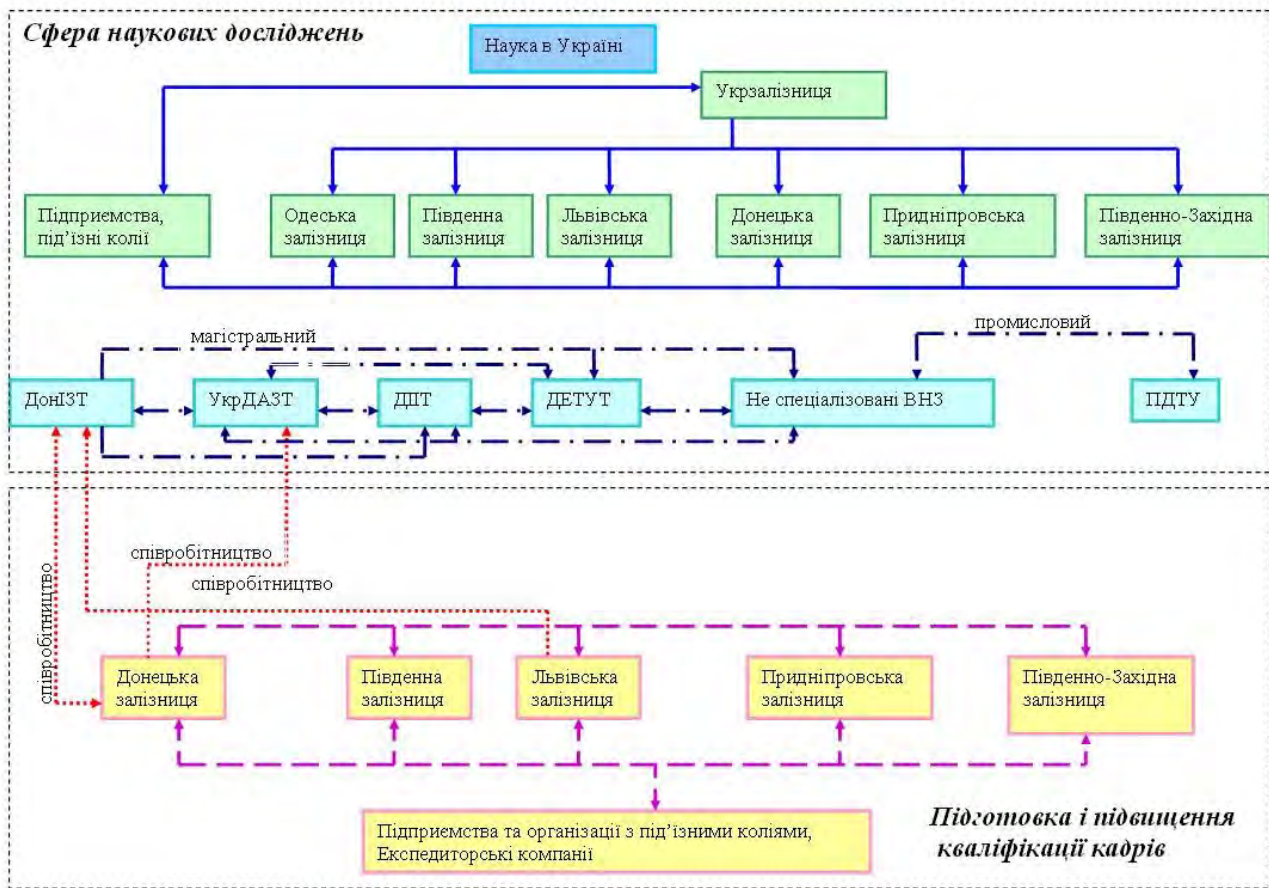 Сфера наукових досліджень
Наука в Україні
Укрзалізниця
Підприємства,
під’їзні колії
Одеська
залізниця
Південна
залізниця
Львівська
залізниця
Донецька
залізниця
Придніпровська
залізниця
Південно-Західна
залізниця
магістральний
промисловий
ДонІЗТ
УкрДАЗТ
ДІІТ
ДЕТУТ
Не спеціалізовані ВНЗ
ПДТУ
співробітництво
співробітництво
співробітництво
Донецька
залізниця
Південна
залізниця
Львівська
залізниця
Придніпровська
залізниця
Південно-Західна
залізниця
Підприємства та організації з під’їзними коліями,
Експедиторські компанії
Підготовка і підвищення
кваліфікації кадрів